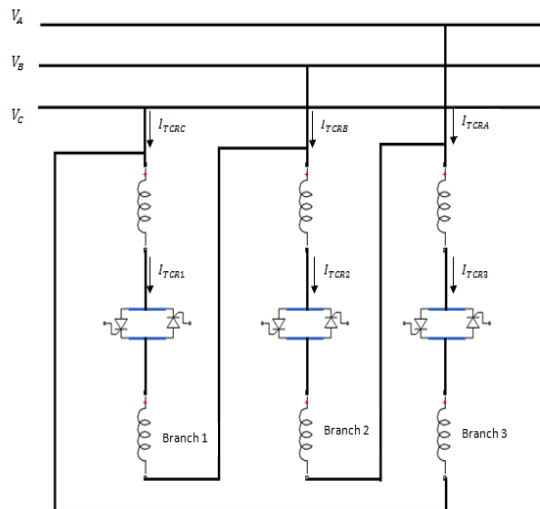 V_A
V_B
V_C
I_TCRC
I_TCRB
I_TCRA
I_TCR1
I_TCR2
I_TCR3
Branch 1
Branch 2
Branch 3